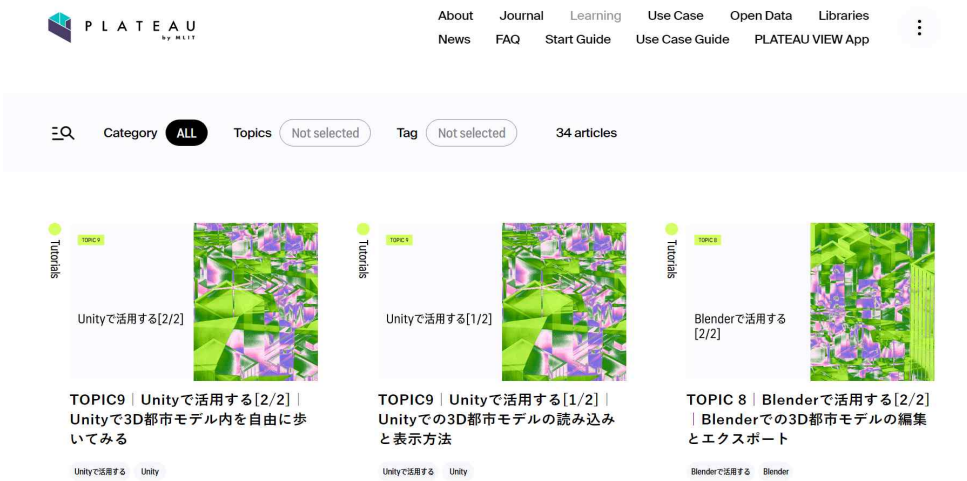 PLATEAU
by MLIT
About Journal Learning Use Case Open Data Libraries
News FAQ Start Guide Use Case Guide PLATEAU VIEW App
Category ALL Topics Not selected Tag Not selected 34 articles
Tutorials
TOPIC 9
Unityで活用する[2/2]
TOPIC9｜Unityで活用する[2/2]｜
Unityで3D都市モデル内を自由に歩
いてみる
Unityで活用する Unity
Tutorials
TOPIC 9
Unityで活用する[1/2]
TOPIC9｜Unityで活用する[1/2]｜
Unityでの3D都市モデルの読み込み
と表示方法
Unityで活用する Unity
Tutorials
TOPIC 8
Blenderで活用する
[2/2]
TOPIC 8｜Blenderで活用する[2/2]
｜Blenderでの3D都市モデルの編集
とエクスポート
Blenderで活用する Blender